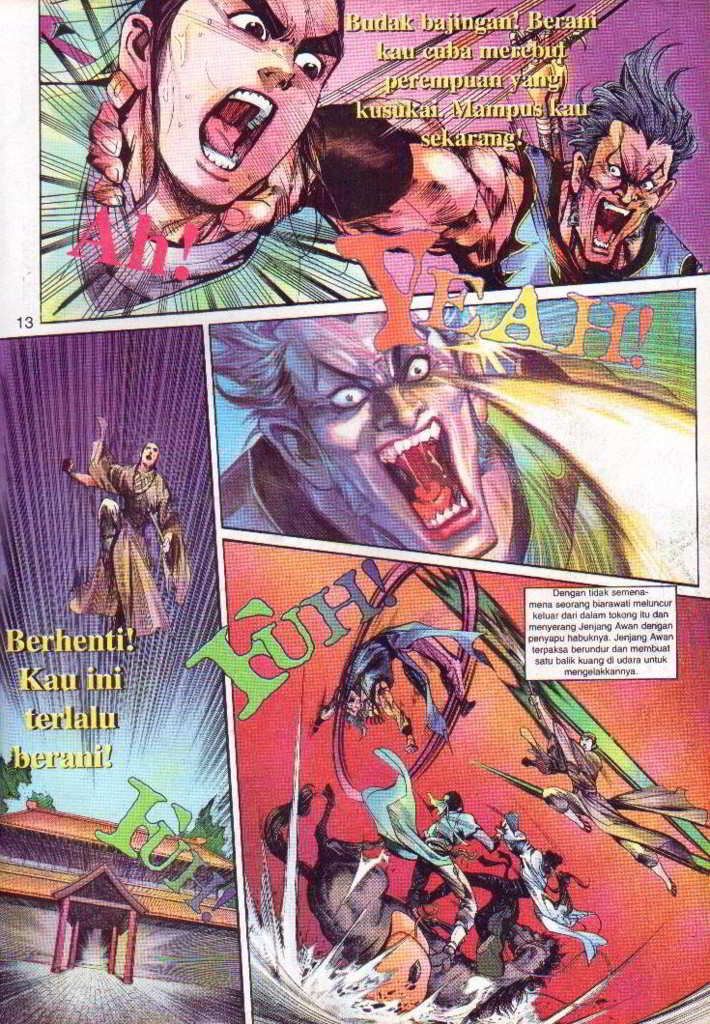 Budak bajingan! Berani
kau cuba merebut
perempuan yang
kusukai. Mampus kau
sekarang!
Ah!
YEAH!
13
Berhenti!
Kau ini
terlalu
berani!
YUH!
YUH!
Dengan tidak semena-
mena seorang biarawati meluncur
keluar dari dalam tokong itu dan
menyerang Jenjang Awan dengan
penyapu habuknya. Jenjang Awan
terpaksa berundur dan membuat
satu balik kuang di udara untuk
mengelakkannya.